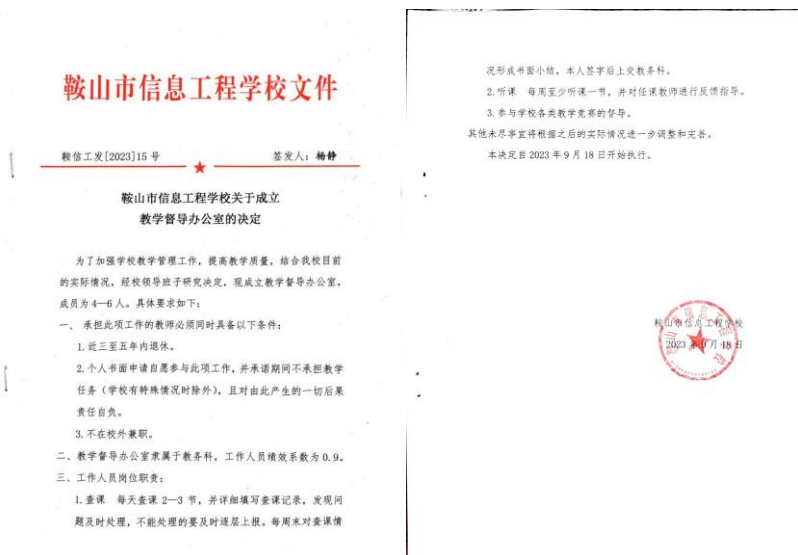 鞍山市信息工程学校文件
鞍信工发[2023]15 号 签发人：杨静
鞍山市信息工程学校关于成立
教学督导办公室的决定
为了加强学校教学管理工作，提高教学质量，结合我校目前
的实际情况，经校领导班子研究决定，现成立教学督导办公室，
成员为 4—6 人。具体要求如下：
一、 承担此项工作的教师必须同时具备以下条件：
1.近三至五年内退休。
2.个人书面申请自愿参与此项工作，并承诺期间不承担教学
任务（学校有特殊情况时除外），且对由此产生的一切后果
责任自负。
3.不在校外兼职。
二、教学督导办公室隶属于教务科，工作人员绩效系数为 0.9。
三、工作人员岗位职责：
1.查课 每天查课 2—3 节，并详细填写查课记录，发现问
题及时处理，不能处理的要及时逐层上报。每周末对查课情
况形成书面小结，本人签字后上交教务科。
2.听课 每周至少听课一节，并对任课教师进行反馈指导。
3.参与学校各类教学竞赛的督导。
其他未尽事宜将根据之后的实际情况进一步调整和完善。
本决定自 2023 年 9 月 18 日开始执行。
鞍山市信息工程学校
2023 年 9 月 18 日